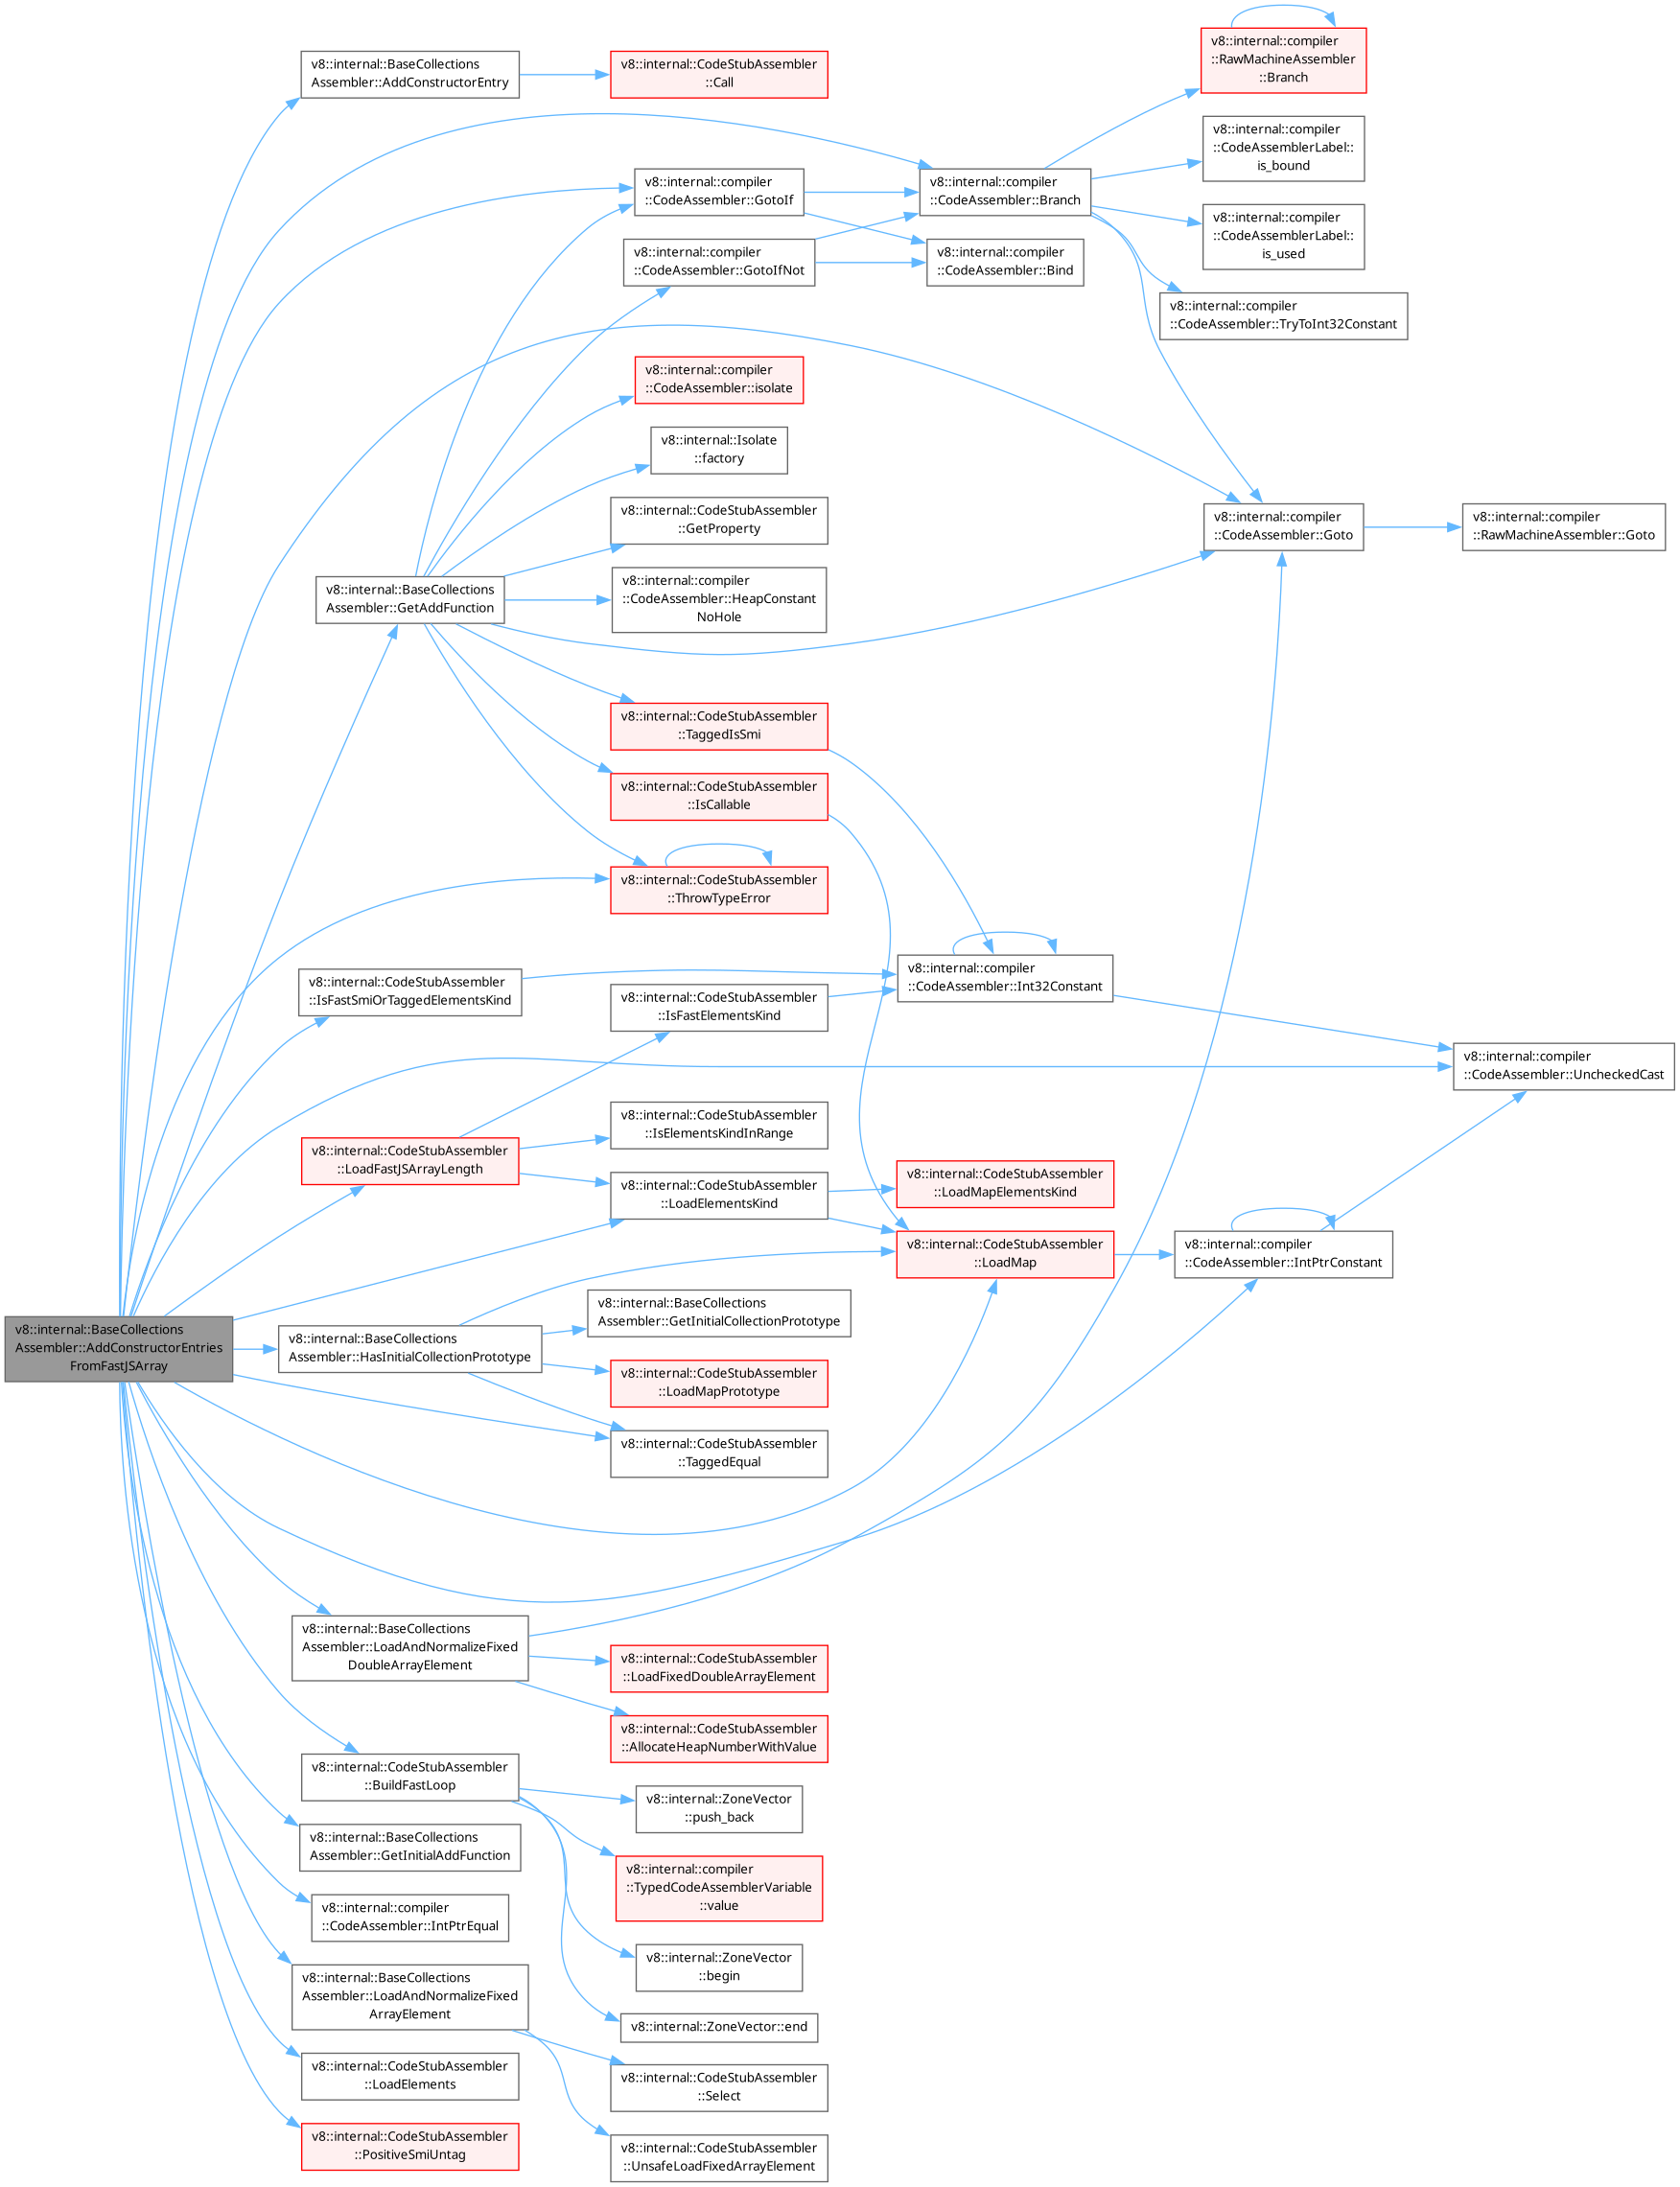 v8::internal::BaseCollections
Assembler::AddConstructorEntries
FromFastJSArray
v8::internal::BaseCollections
Assembler::AddConstructorEntry
v8::internal::CodeStubAssembler
::Call
v8::internal::compiler
::RawMachineAssembler
::Branch
v8::internal::compiler
::CodeAssemblerLabel::
is_bound
v8::internal::compiler
::CodeAssembler::GotoIf
v8::internal::compiler
::CodeAssembler::Branch
v8::internal::compiler
::CodeAssemblerLabel::
is_used
v8::internal::compiler
::CodeAssembler::GotoIfNot
v8::internal::compiler
::CodeAssembler::Bind
v8::internal::compiler
::CodeAssembler::TryToInt32Constant
v8::internal::compiler
::CodeAssembler::isolate
v8::internal::Isolate
::factory
v8::internal::CodeStubAssembler
::GetProperty
v8::internal::compiler
::CodeAssembler::Goto
v8::internal::compiler
::RawMachineAssembler::Goto
v8::internal::BaseCollections
Assembler::GetAddFunction
v8::internal::compiler
::CodeAssembler::HeapConstant
NoHole
v8::internal::CodeStubAssembler
::TaggedIsSmi
v8::internal::CodeStubAssembler
::IsCallable
v8::internal::CodeStubAssembler
::ThrowTypeError
v8::internal::CodeStubAssembler
::IsFastSmiOrTaggedElementsKind
v8::internal::CodeStubAssembler
::IsFastElementsKind
v8::internal::compiler
::CodeAssembler::Int32Constant
v8::internal::compiler
::CodeAssembler::UncheckedCast
v8::internal::CodeStubAssembler
::LoadFastJSArrayLength
v8::internal::CodeStubAssembler
::IsElementsKindInRange
v8::internal::CodeStubAssembler
::LoadElementsKind
v8::internal::CodeStubAssembler
::LoadMapElementsKind
v8::internal::CodeStubAssembler
::LoadMap
v8::internal::compiler
::CodeAssembler::IntPtrConstant
v8::internal::BaseCollections
Assembler::HasInitialCollectionPrototype
v8::internal::BaseCollections
Assembler::GetInitialCollectionPrototype
v8::internal::CodeStubAssembler
::LoadMapPrototype
v8::internal::CodeStubAssembler
::TaggedEqual
v8::internal::BaseCollections
Assembler::LoadAndNormalizeFixed
DoubleArrayElement
v8::internal::CodeStubAssembler
::LoadFixedDoubleArrayElement
v8::internal::CodeStubAssembler
::AllocateHeapNumberWithValue
v8::internal::CodeStubAssembler
::BuildFastLoop
v8::internal::ZoneVector
::push_back
v8::internal::compiler
::TypedCodeAssemblerVariable
::value
v8::internal::ZoneVector
::begin
v8::internal::ZoneVector::end
v8::internal::BaseCollections
Assembler::GetInitialAddFunction
v8::internal::compiler
::CodeAssembler::IntPtrEqual
v8::internal::BaseCollections
Assembler::LoadAndNormalizeFixed
ArrayElement
v8::internal::CodeStubAssembler
::Select
v8::internal::CodeStubAssembler
::UnsafeLoadFixedArrayElement
v8::internal::CodeStubAssembler
::LoadElements
v8::internal::CodeStubAssembler
::PositiveSmiUntag